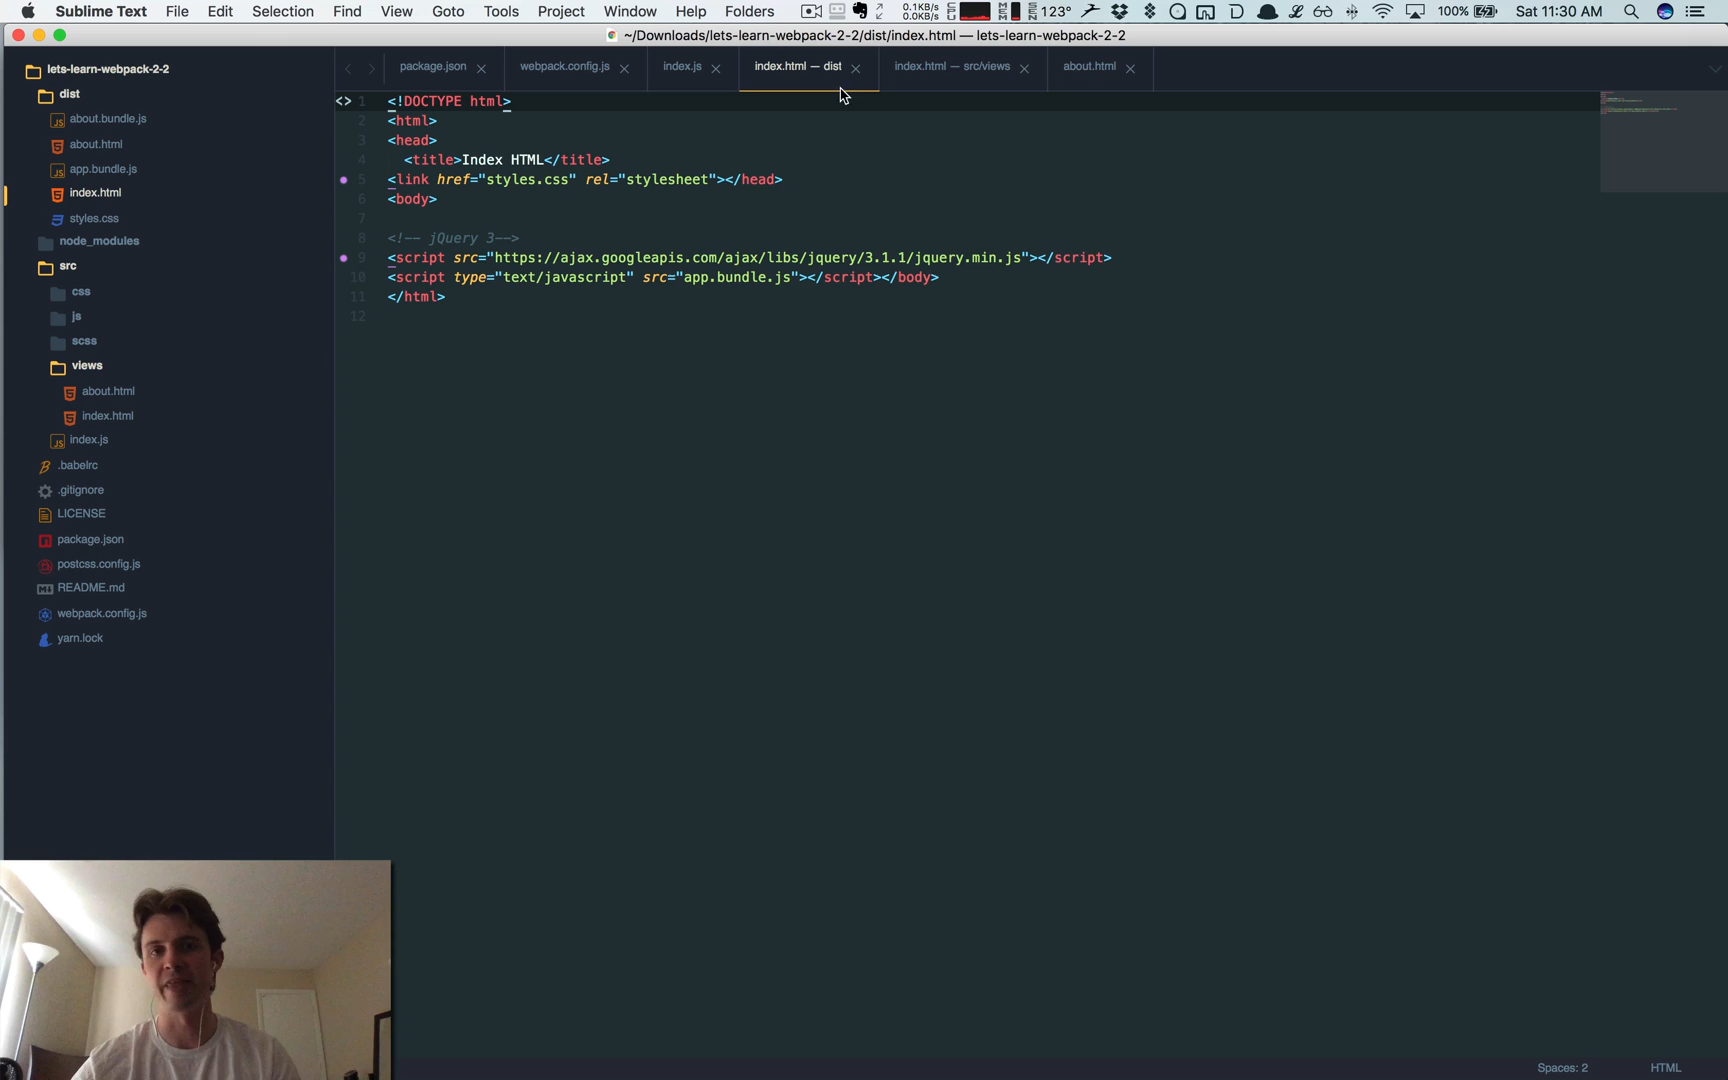 Sublime Text File Edit Selection Find View Goto Tools Project Window Help Folders
0.1KB/s
0.0KB/s
CPU MEM SEN 123° 100% Sat 11:30 AM
~/Downloads/lets-learn-webpack-2-2/dist/index.html — lets-learn-webpack-2-2
package.json webpack.config.js index.js index.html — dist index.html — src/views about.html
lets-learn-webpack-2-2
dist
about.bundle.js
about.html
app.bundle.js
index.html
styles.css
node_modules
src
css
js
scss
views
about.html
index.html
index.js
.babelrc
.gitignore
LICENSE
package.json
postcss.config.js
README.md
webpack.config.js
yarn.lock
<> 1 <!DOCTYPE html>
2 <html>
3 <head>
4 <title>Index HTML</title>
5 <link href="styles.css" rel="stylesheet"></head>
6 <body>
7
8 <!-- jQuery 3-->
9 <script src="https://ajax.googleapis.com/ajax/libs/jquery/3.1.1/jquery.min.js"></script>
10 <script type="text/javascript" src="app.bundle.js"></script></body>
11 </html>
12
Spaces: 2 HTML